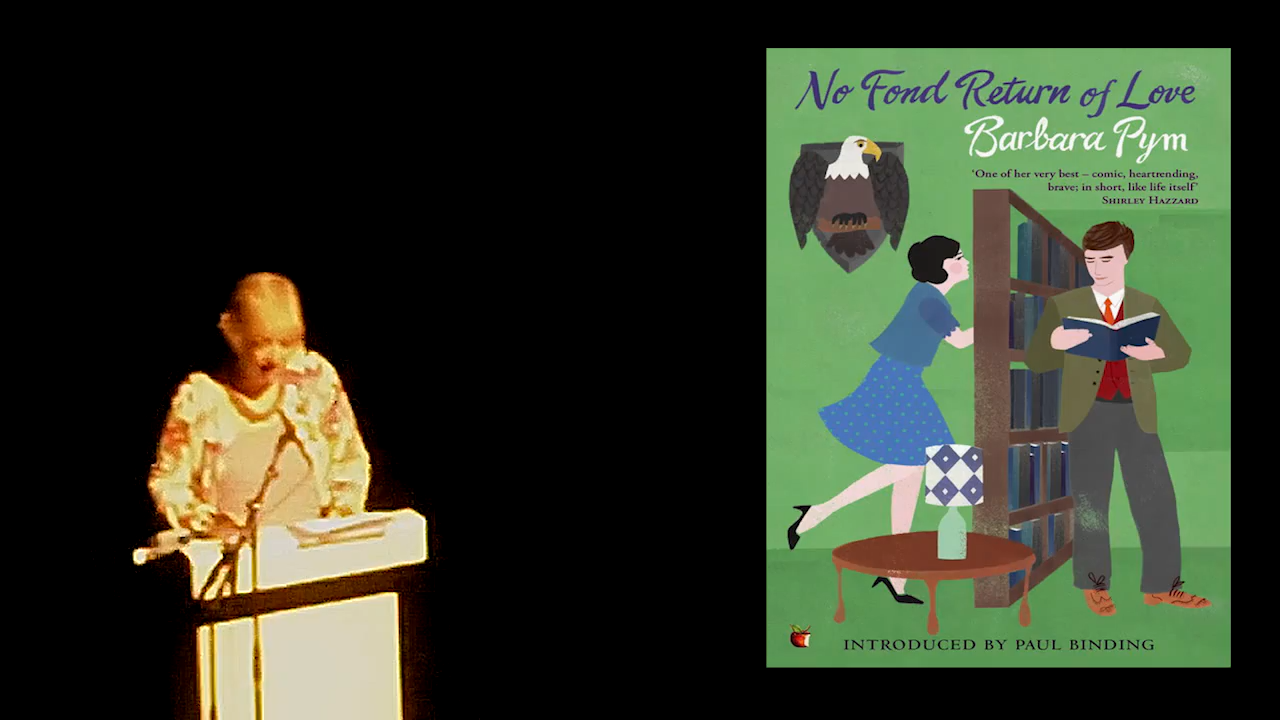 No Fond Return of Love
Barbara Pym
'One of her very best – comic, heartrending,
brave; in short, like life itself'
SHIRLEY HAZZARD
INTRODUCED BY PAUL BINDING